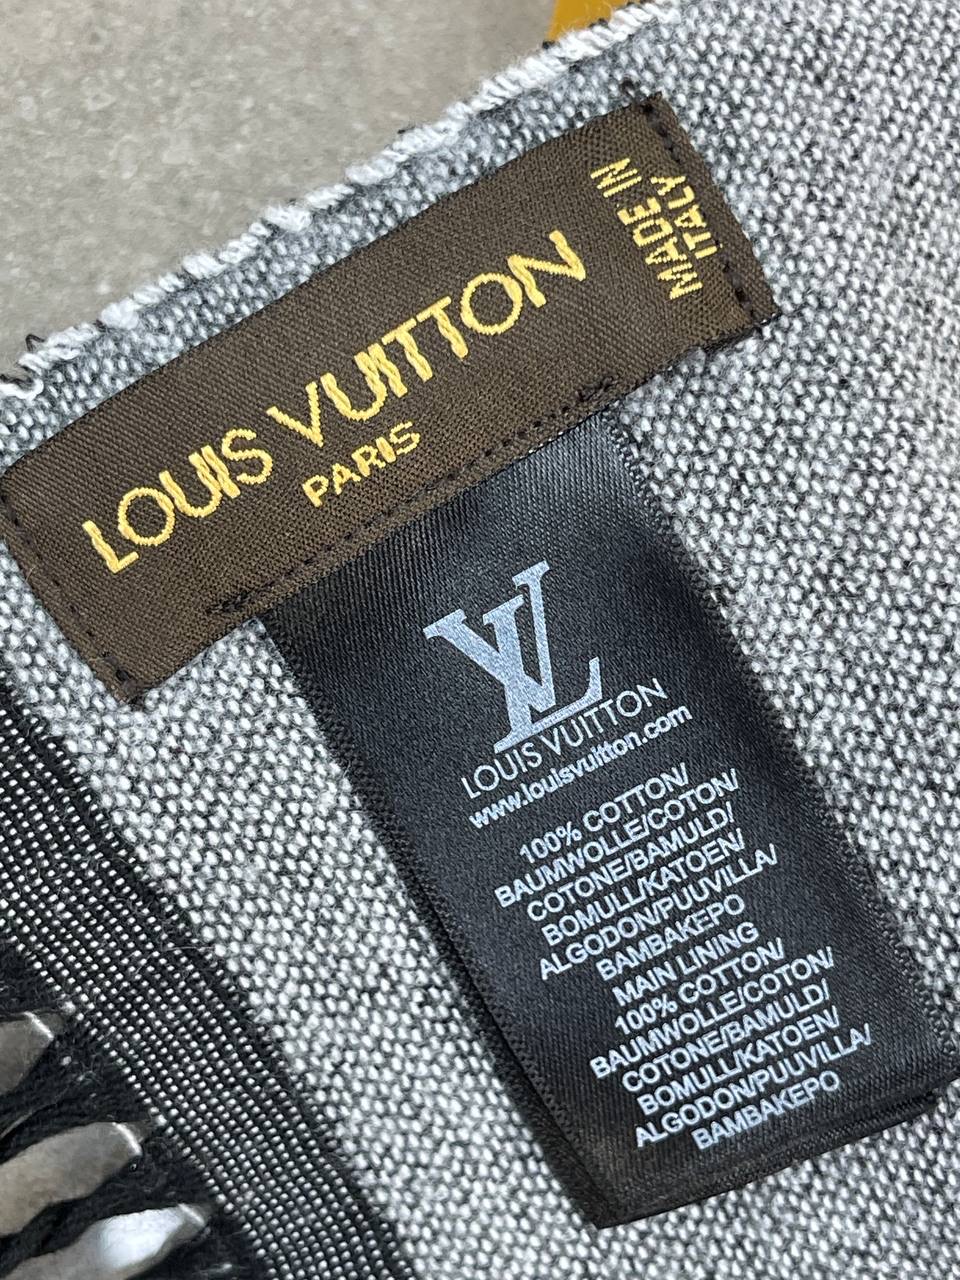 LOUIS VUITTON
PARIS
MADE IN
ITALY
LV
LOUIS VUITTON
www.louisvuitton.com
100% COTTON/
BAUMWOLLE/COTON/
COTONE/BAMULD/
BOMULL/KATOEN/
ALGODON/PUUVILLA/
BAMBAKEPO
MAIN LINING
100% COTTON/
BAUMWOLLE/COTON/
COTONE/BAMULD/
BOMULL/KATOEN/
ALGODON/PUUVILLA/
BAMBAKEPO